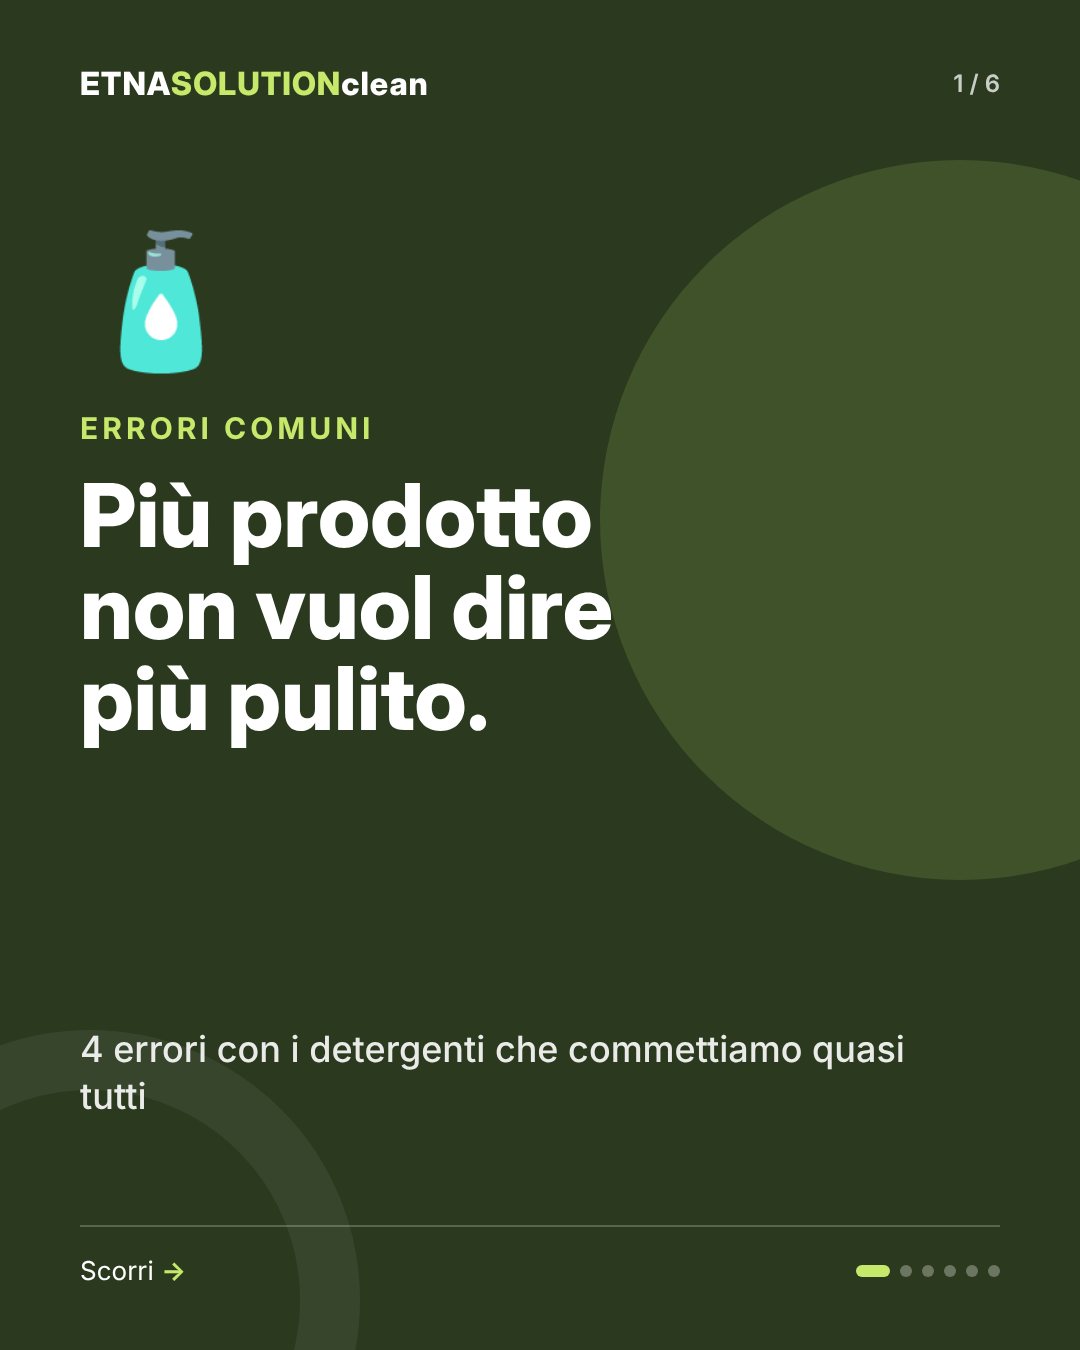 ETNASOLUTIONclean
1 / 6
ERRORI COMUNI
Più prodotto
non vuol dire
più pulito.
4 errori con i detergenti che commettiamo quasi
tutti
Scorri →